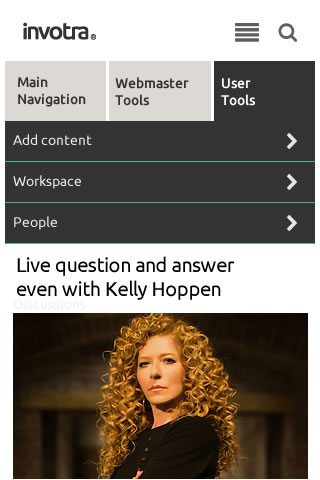 invotra®
Main
Navigation
Webmaster
Tools
User
Tools
Add content
Workspace
People
Live question and answer
even with Kelly Hoppen
Discussions